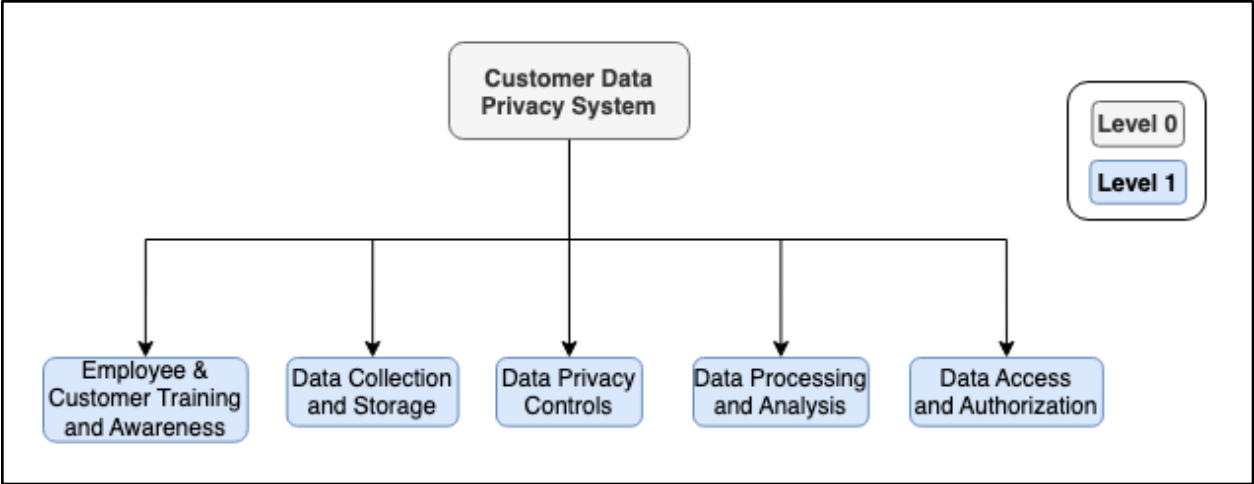 Customer Data
Privacy System
Level 0
Level 1
Employee &
Customer Training
and Awareness
Data Collection
and Storage
Data Privacy
Controls
Data Processing
and Analysis
Data Access
and Authorization